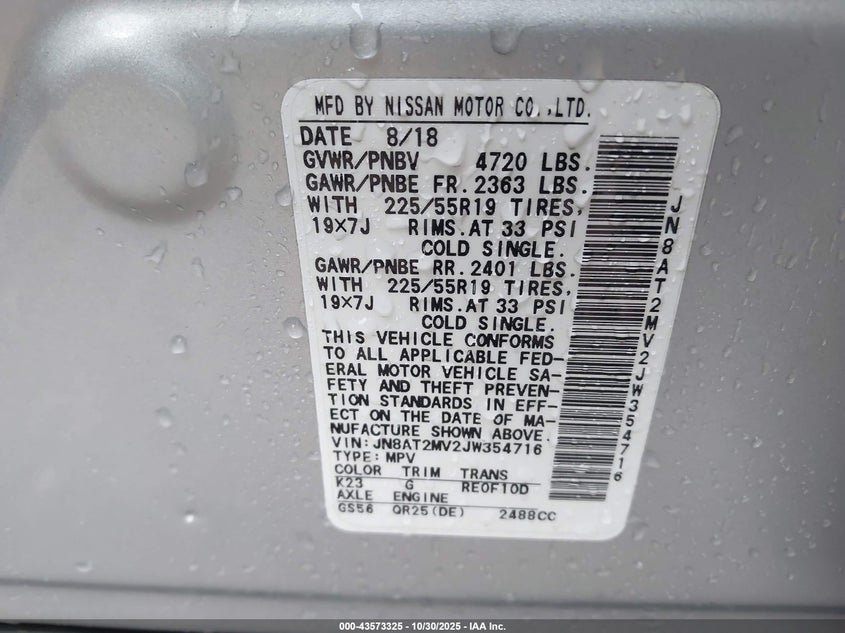 MFD BY NISSAN MOTOR CO.,LTD.
DATE 8/18
GVWR/PNBV 4720 LBS.
GAWR/PNBE FR. 2363 LBS.
WITH 225/55R19 TIRES,
19×7J RIMS.AT 33 PSI
COLD SINGLE.
GAWR/PNBE RR. 2401 LBS.
WITH 225/55R19 TIRES,
19×7J RIMS.AT 33 PSI
COLD SINGLE.
THIS VEHICLE CONFORMS
TO ALL APPLICABLE FED-
ERAL MOTOR VEHICLE SA-
FETY AND THEFT PREVEN-
TION STANDARDS IN EFF-
ECT ON THE DATE OF MA-
NUFACTURE SHOWN ABOVE.
VIN:JN8AT2MV2JW354716
TYPE:MPV
COLOR TRIM TRANS
K23 G RE0F10D
AXLE ENGINE
GS56 QR25(DE) 2488CC
JN8AT2MV2JW354716
000-43573325 - 10/30/2025 - IAA Inc.